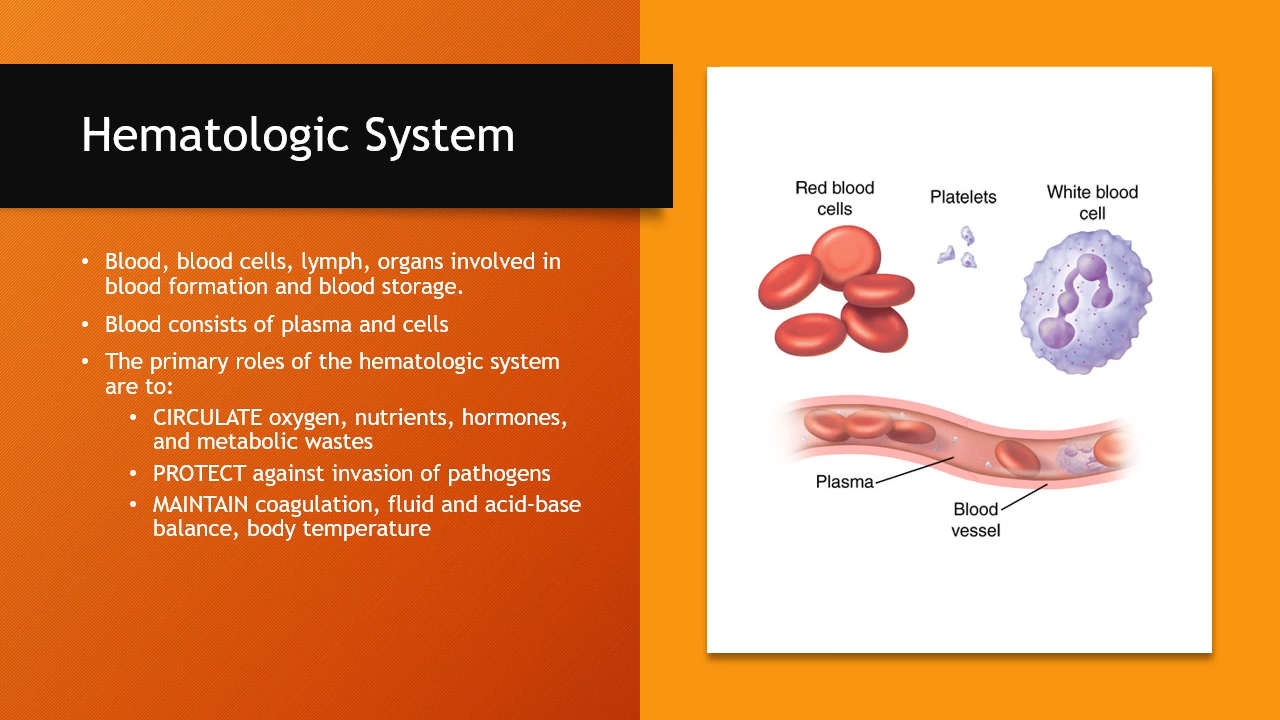 Hematologic System
• Blood, blood cells, lymph, organs involved in
blood formation and blood storage.
• Blood consists of plasma and cells
• The primary roles of the hematologic system
are to:
• CIRCULATE oxygen, nutrients, hormones,
and metabolic wastes
• PROTECT against invasion of pathogens
• MAINTAIN coagulation, fluid and acid-base
balance, body temperature
Red blood
cells
Platelets
White blood
cell
Plasma
Blood
vessel